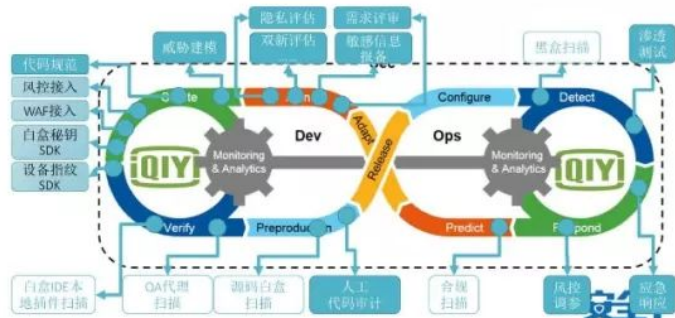 隐私评估
需求评审
威胁建模
双新评估
敏感信息
报备
黑盒扫描
渗透
测试
代码规范
风控接入
WAF接入
白盒秘钥
SDK
设备指纹
SDK
Adapt
Configure
Detect
Dev
Ops
Release
iQIYI
Monitoring
& Analytics
Monitoring
& Analytics
iQIYI
Verify
Preproduction
Predict
Respond
白盒IDE本
地插件扫描
QA代理
扫描
源码白盒
扫描
人工
代码审计
合规
扫描
风控
调参
应急
响应